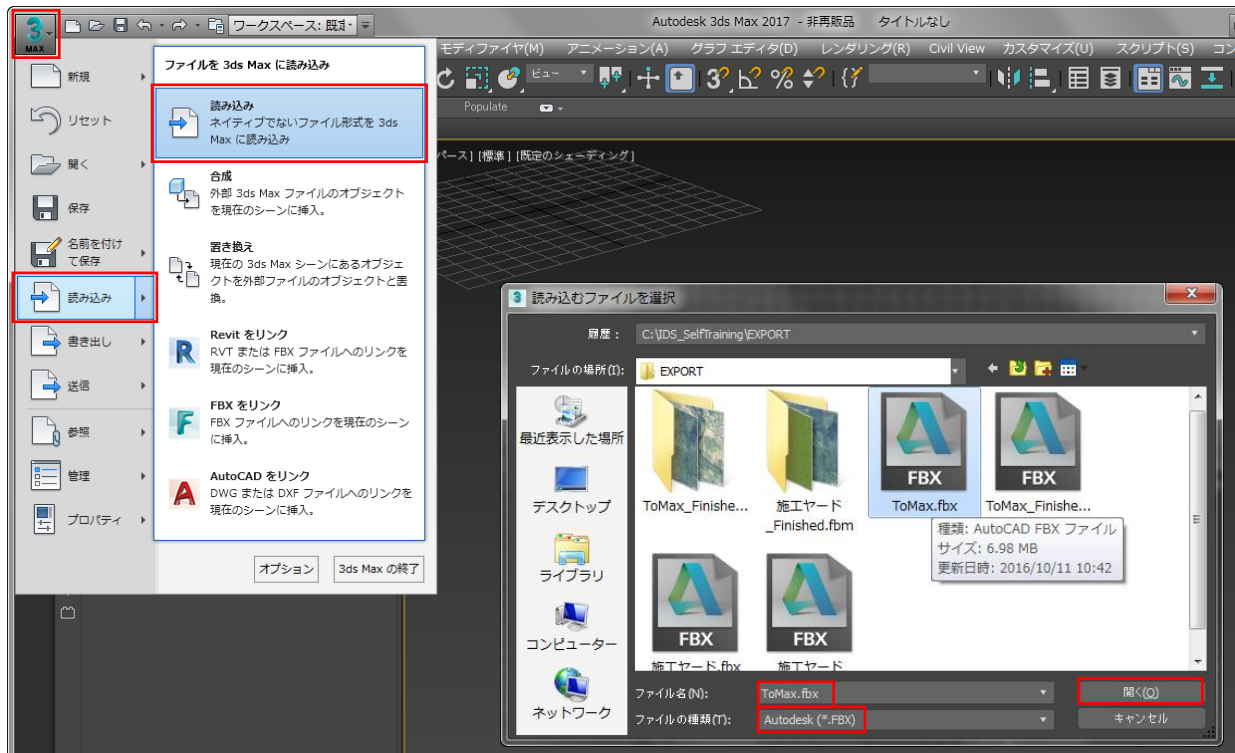 ワークスペース: 既定
Autodesk 3ds Max 2017 - 非再販品 タイトルなし
MAX
モディファイヤ(M) アニメーション(A) グラフ エディタ(D) レンダリング(R) Civil View カスタマイズ(U) スクリプト(S) コン
ビュー
Populate
ペース] [標準] [既定のシェーディング]
新規
リセット
開く
保存
名前を付け
て保存
読み込み
書き出し
送信
参照
管理
プロパティ
ファイルを 3ds Max に読み込み
読み込み
ネイティブでないファイル形式を 3ds
Max に読み込み
合成
外部 3ds Max ファイルのオブジェクト
を現在のシーンに挿入。
置き換え
現在の 3ds Max シーンにあるオブジェ
クトを外部ファイルのオブジェクトと置
換。
Revit をリンク
RVT または FBX ファイルへのリンクを
現在のシーンに挿入。
FBX をリンク
FBX ファイルへのリンクを現在のシーン
に挿入。
AutoCAD をリンク
DWG または DXF ファイルへのリンクを
現在のシーンに挿入。
オプション 3ds Max の終了
読み込むファイルを選択
履歴: C:\IDS_SelfTraining\EXPORT
ファイルの場所(I): EXPORT
最近表示した場所
デスクトップ
ライブラリ
コンピューター
ネットワーク
FBX FBX
ToMax_Finishe... 施工ヤード ToMax.fbx ToMax_Finishe...
_Finished.fbm
種類: AutoCAD FBX ファイル
サイズ: 6.98 MB
更新日時: 2016/10/11 10:42
FBX FBX
施工ヤード.fbx 施工ヤード
ファイル名(N): ToMax.fbx 開く(O)
ファイルの種類(T): Autodesk (*.FBX) キャンセル